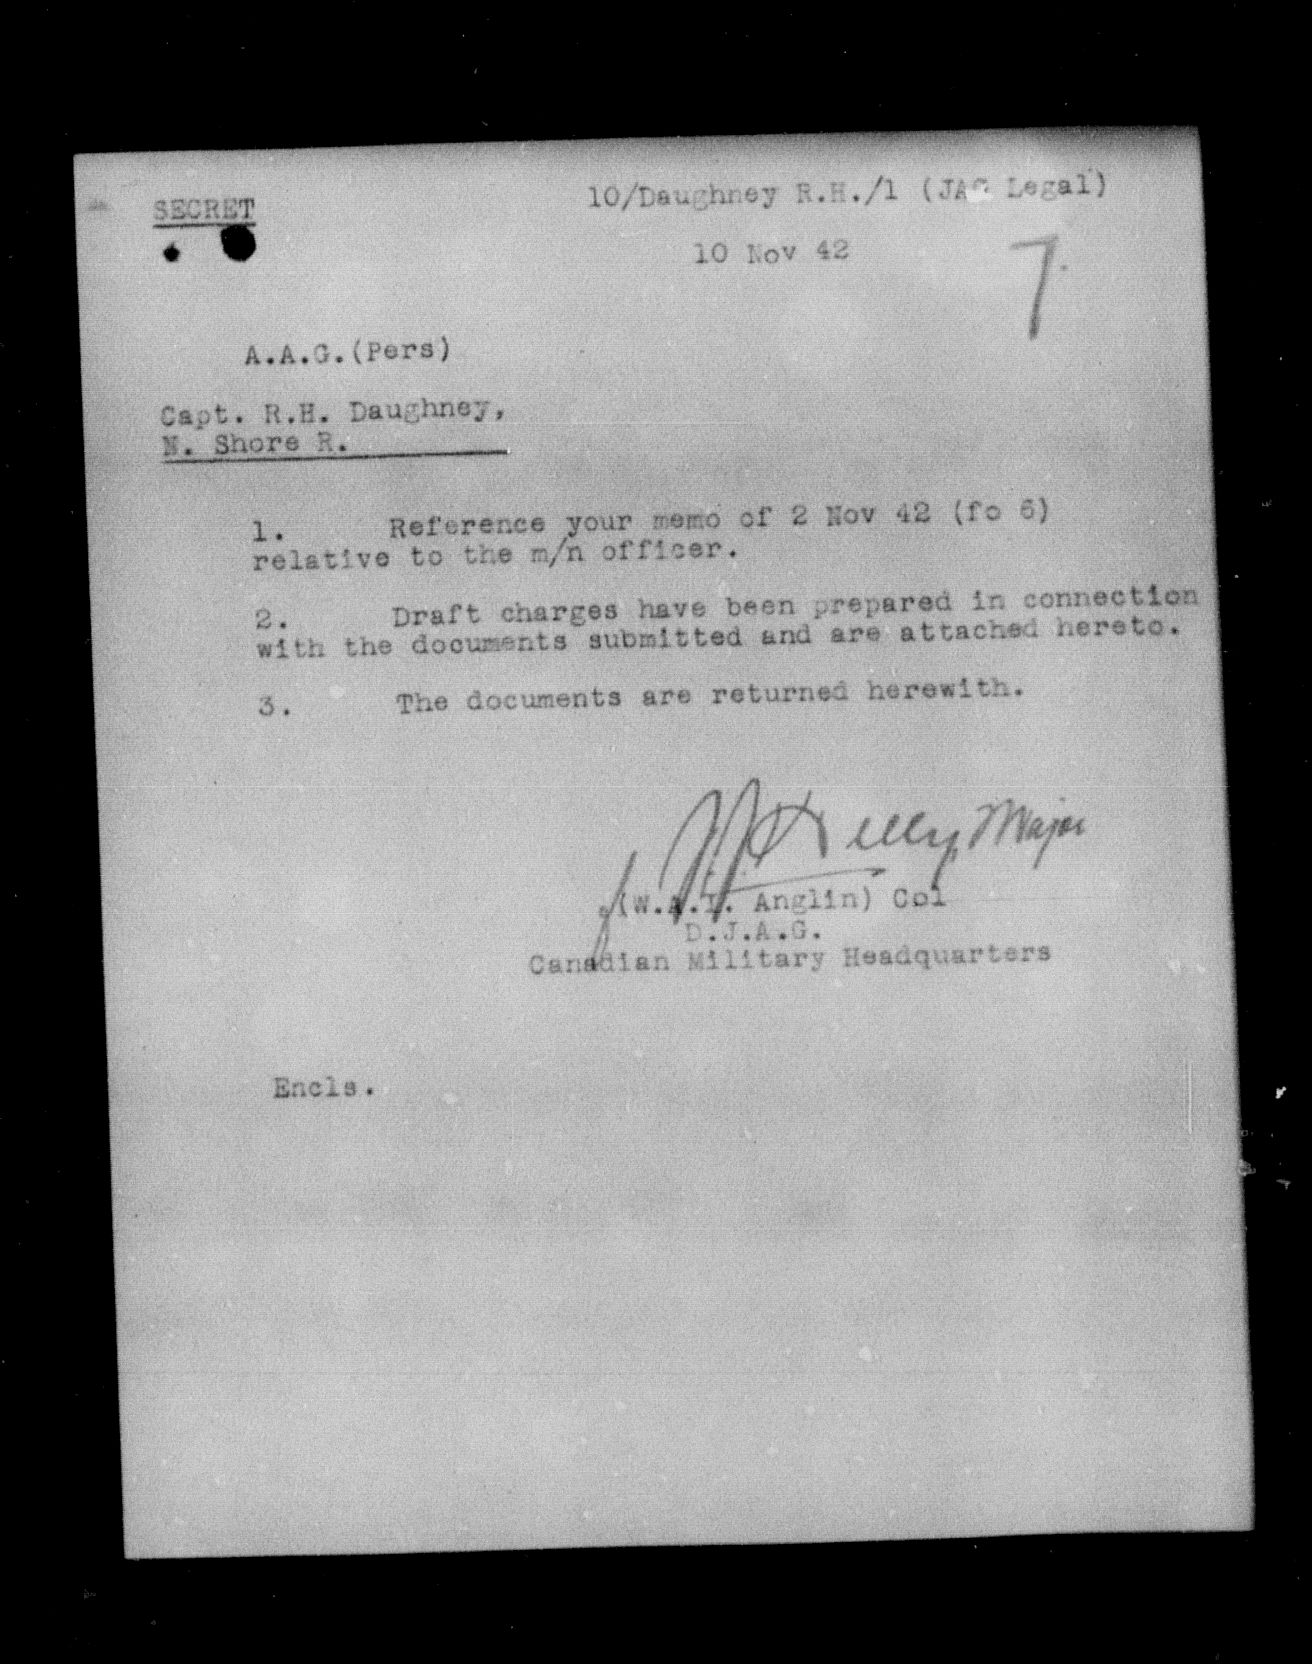 SECRET
10/Daughney R.H./1 (JAG Legal)
10 Nov 42
7
A.A.G.(Pers)
Capt. R.H. Daughney,
N. Shore R.
1. Reference your memo of 2 Nov 42 (fo 6)
relative to the m/n officer.
2. Draft charges have been prepared in connection
with the documents submitted and are attached hereto.
3. The documents are returned herewith.
Major
(W.A.I. Anglin) Col
D.J.A.G.
Canadian Military Headquarters
Encls.